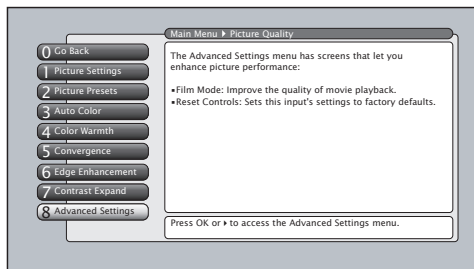 Main Menu ▸ Picture Quality
0 Go Back
1 Picture Settings
2 Picture Presets
3 Auto Color
4 Color Warmth
5 Convergence
6 Edge Enhancement
7 Contrast Expand
8 Advanced Settings
The Advanced Settings menu has screens that let you
enhance picture performance:
▪Film Mode: Improve the quality of movie playback.
▪Reset Controls: Sets this input's settings to factory defaults.
Press OK or ▸ to access the Advanced Settings menu.